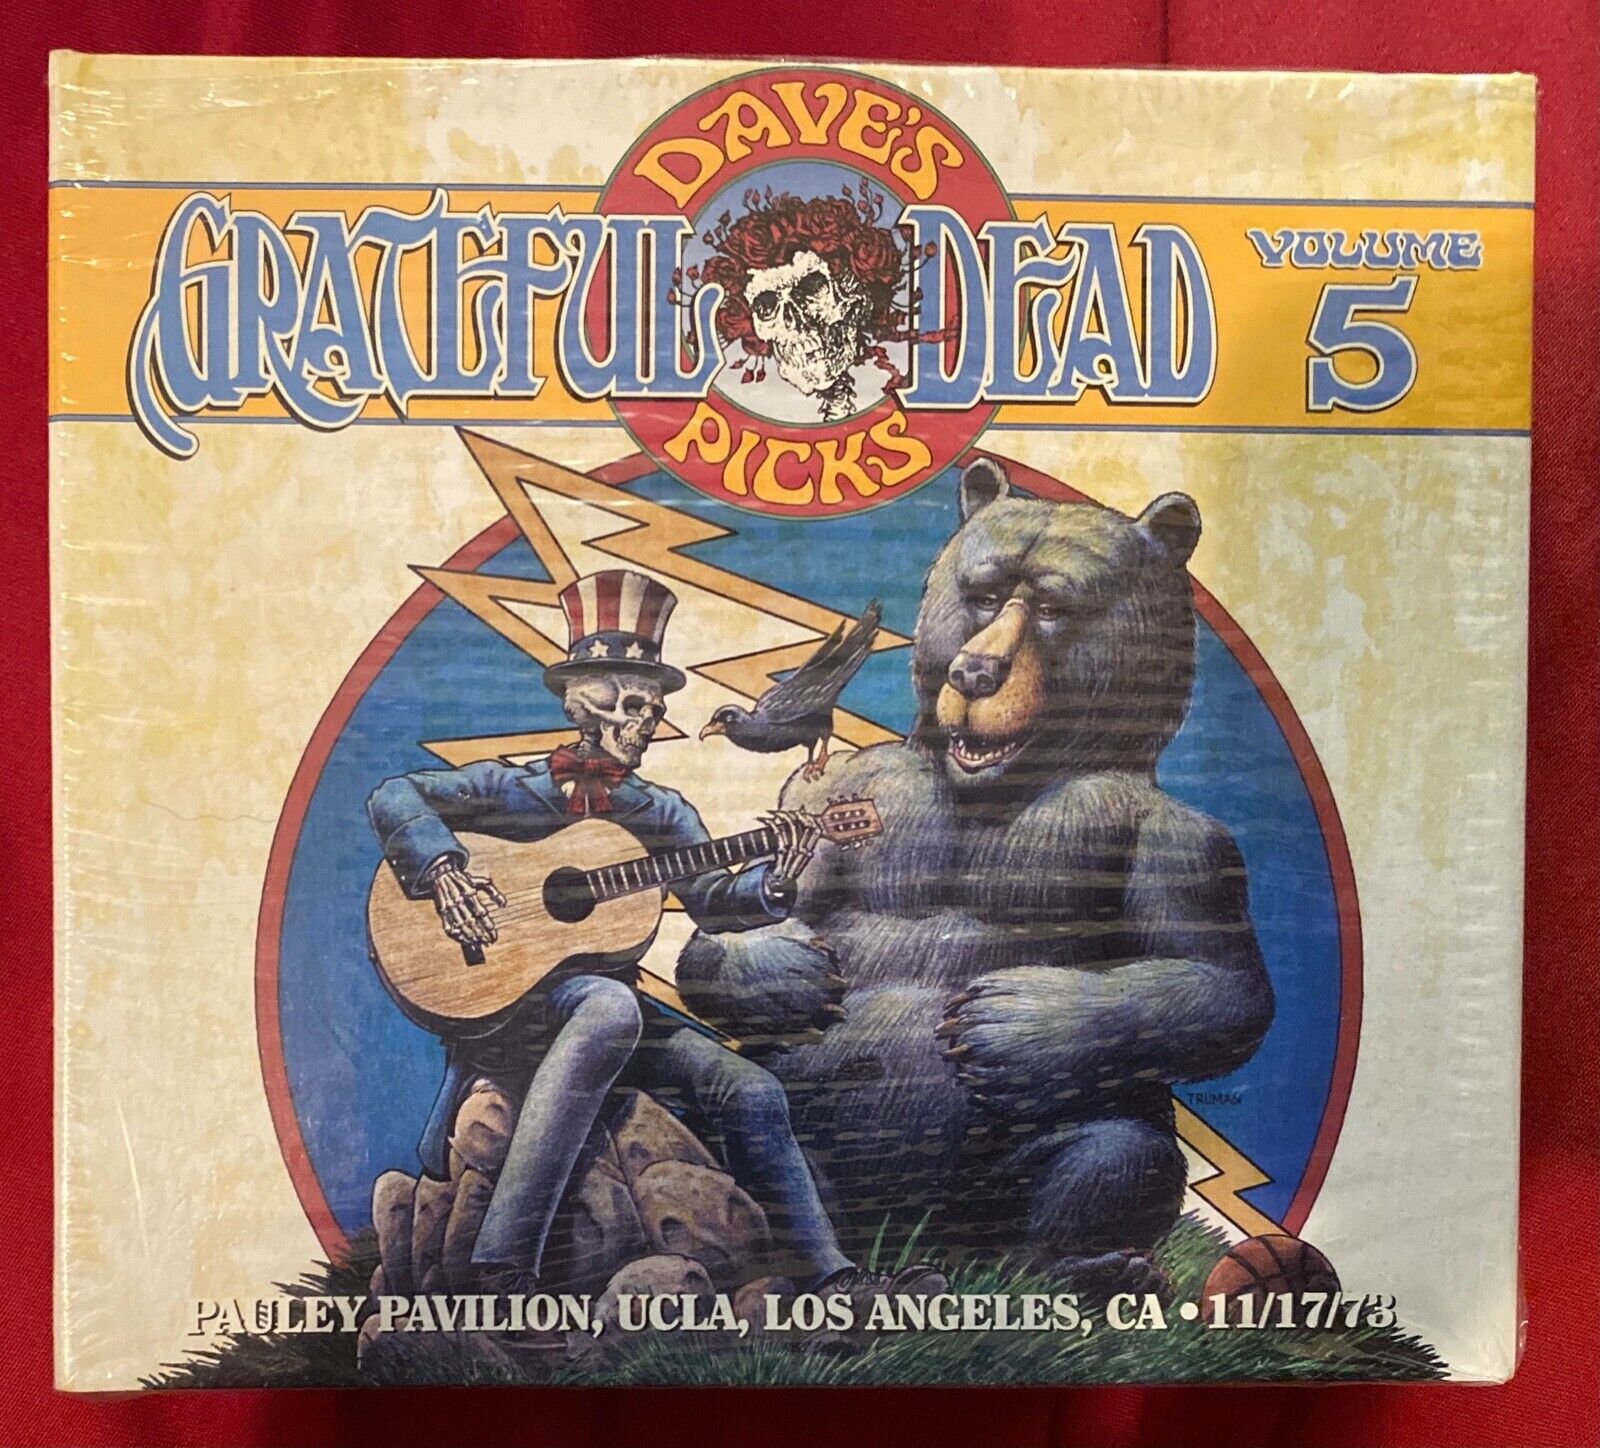 DAVE'S
GRATEFUL DEAD
VOLUME
5
PICKS
TRUMAN
PAULEY PAVILION, UCLA, LOS ANGELES, CA • 11/17/73